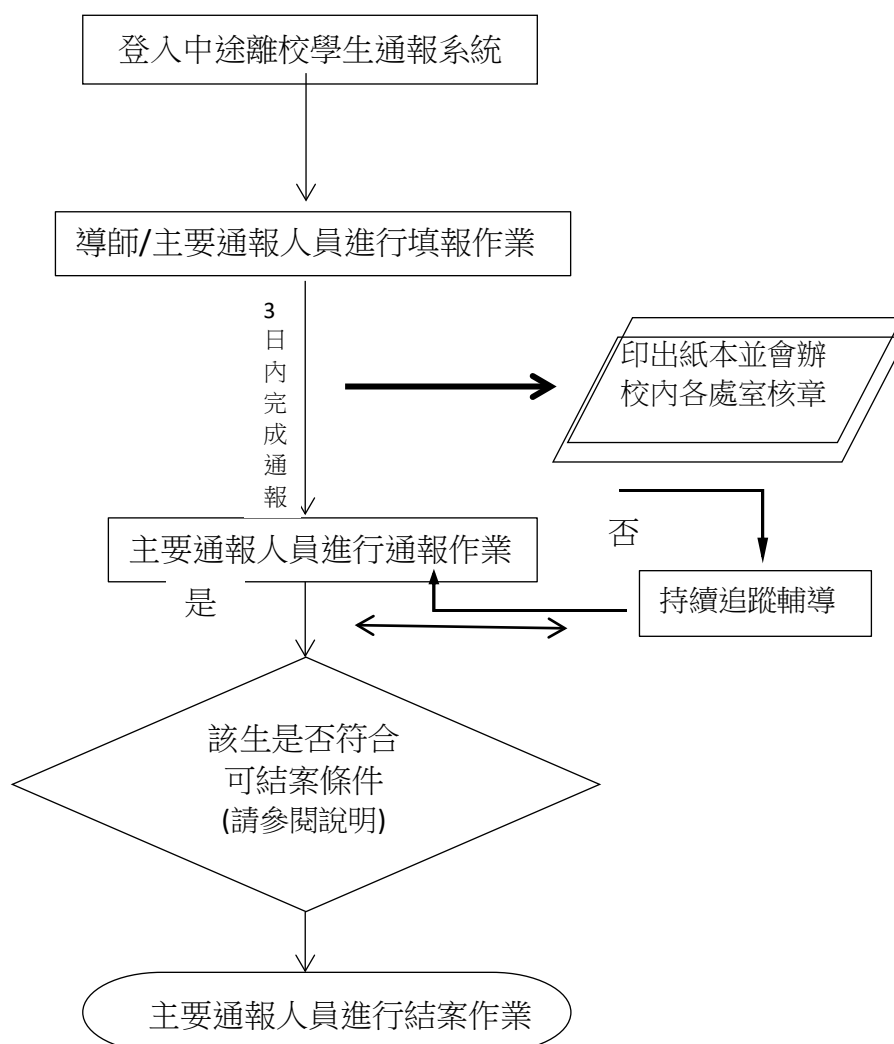 登入中途離校學生通報系統
導師/主要通報人員進行填報作業
3
日
內
完
成
通
報
印出紙本並會辦
校內各處室核章
主要通報人員進行通報作業
否
是
持續追蹤輔導
該生是否符合
可結案條件
(請參閱說明)
主要通報人員進行結案作業